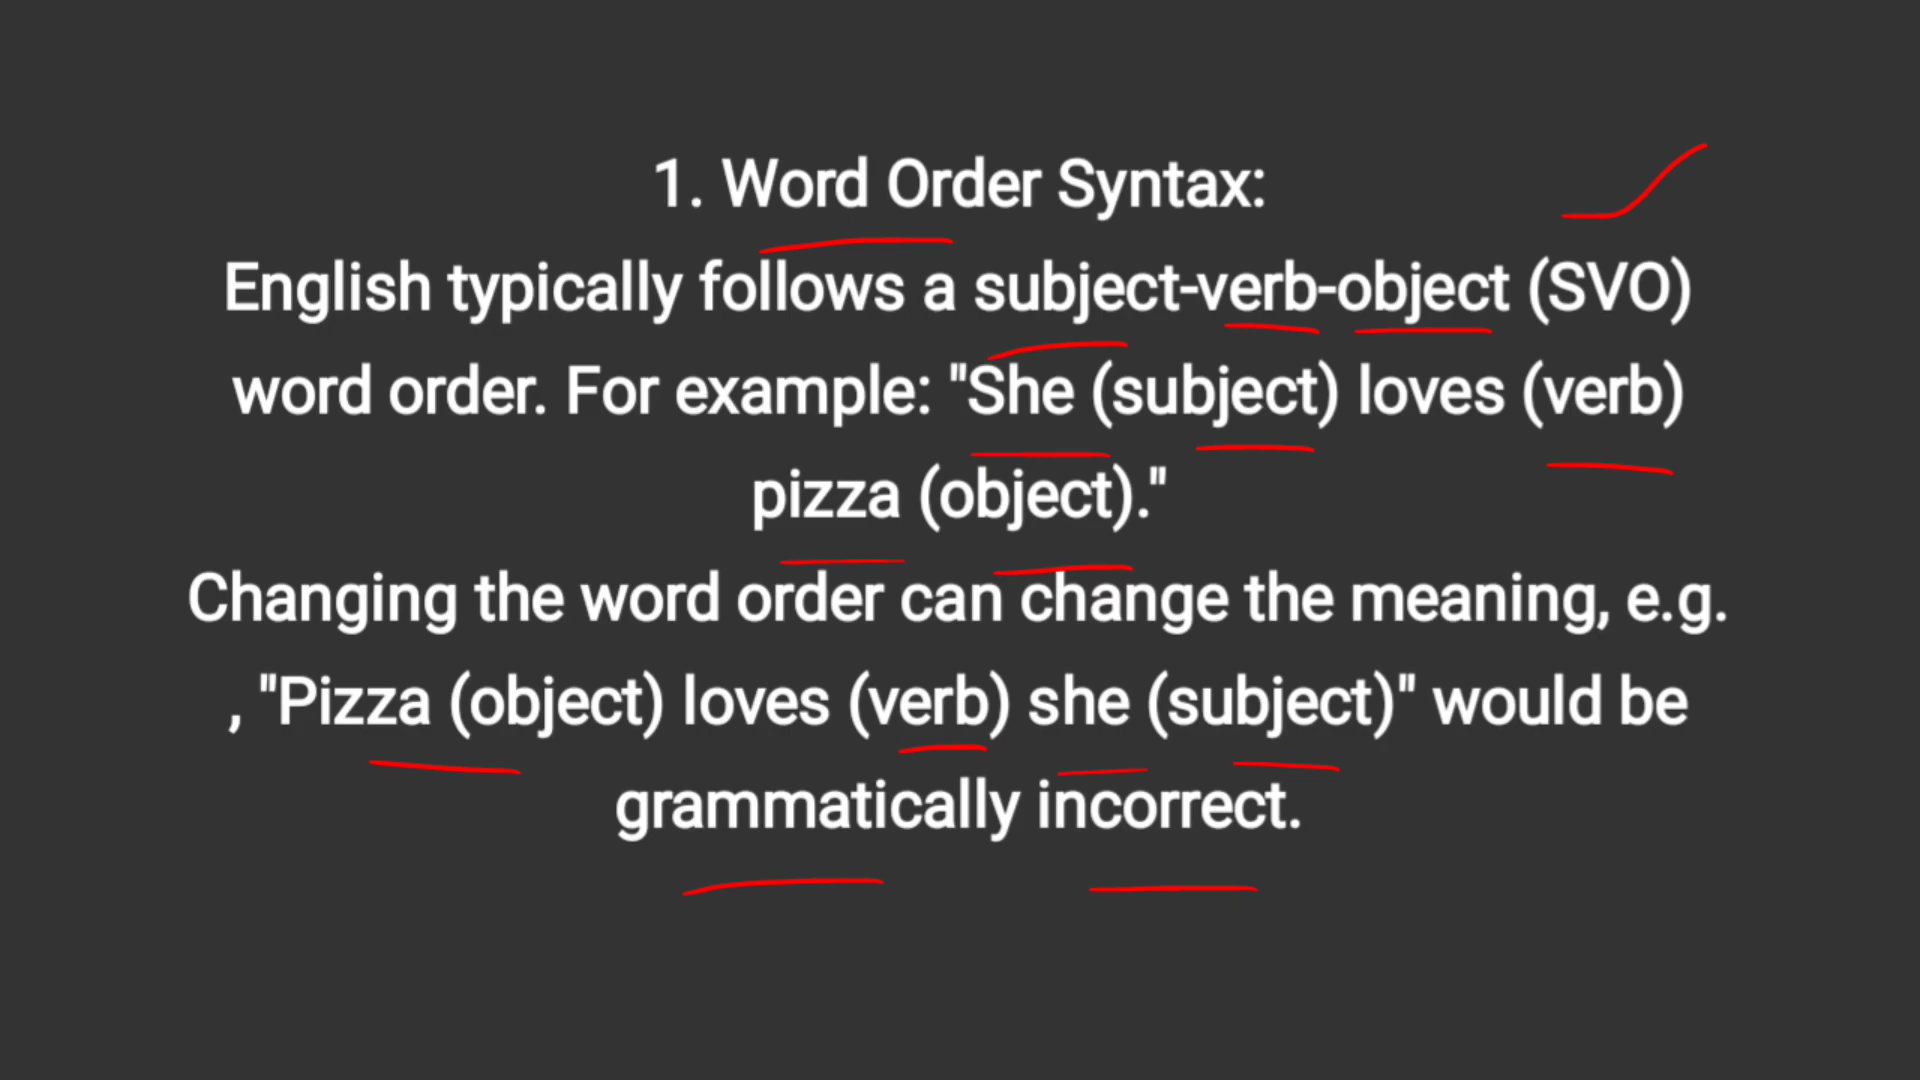 1. Word Order Syntax:
English typically follows a subject-verb-object (SVO)
word order. For example: "She (subject) loves (verb)
pizza (object)."
Changing the word order can change the meaning, e.g.
, "Pizza (object) loves (verb) she (subject)" would be
grammatically incorrect.